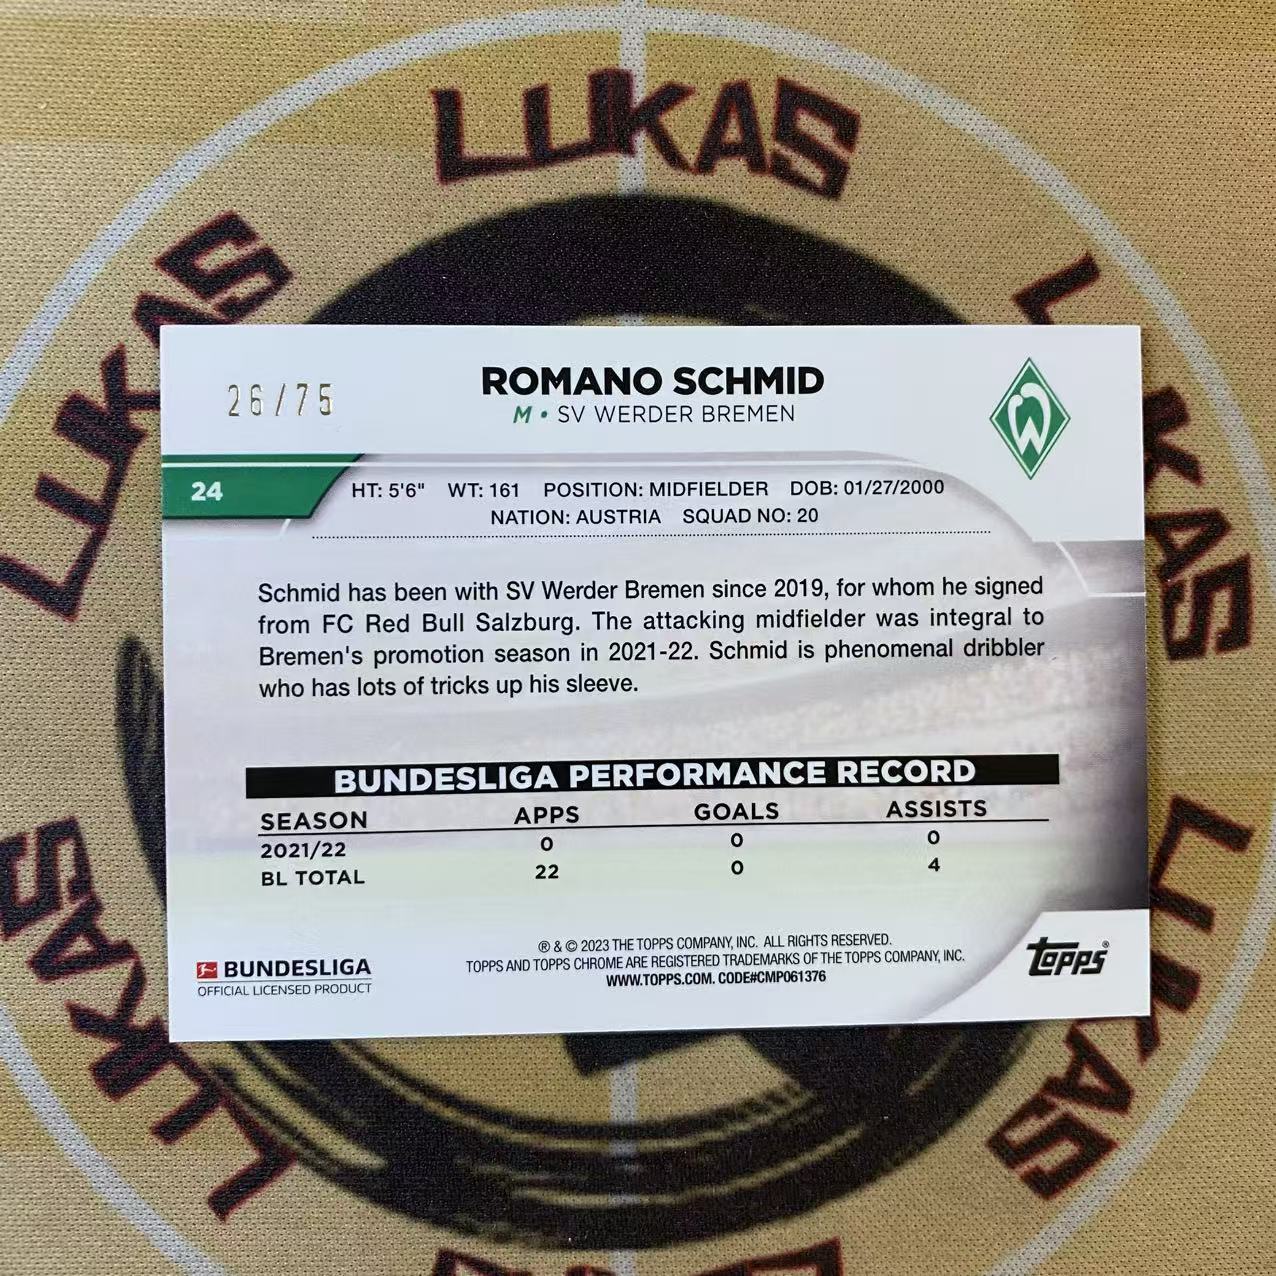 LUKAS
LUKAS
LUKAS
26/75
ROMANO SCHMID
M • SV WERDER BREMEN
W
24
HT: 5'6" WT: 161 POSITION: MIDFIELDER DOB: 01/27/2000
NATION: AUSTRIA SQUAD NO: 20
Schmid has been with SV Werder Bremen since 2019, for whom he signed
from FC Red Bull Salzburg. The attacking midfielder was integral to
Bremen's promotion season in 2021-22. Schmid is phenomenal dribbler
who has lots of tricks up his sleeve.
BUNDESLIGA PERFORMANCE RECORD
SEASON APPS GOALS ASSISTS
2021/22 0 0 0
BL TOTAL 22 0 4
BUNDESLIGA
OFFICIAL LICENSED PRODUCT
® & © 2023 THE TOPPS COMPANY, INC. ALL RIGHTS RESERVED.
TOPPS AND TOPPS CHROME ARE REGISTERED TRADEMARKS OF THE TOPPS COMPANY, INC.
WWW.TOPPS.COM. CODE#CMP061376
topps®
LUKAS
LUKAS